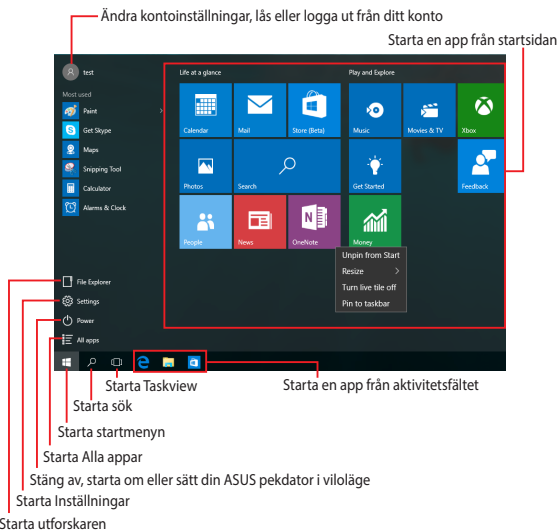 Ändra kontoinställningar, lås eller logga ut från ditt konto
Starta en app från startsidan
test
Most used
Paint
Get Skype
Maps
Snipping Tool
Calculator
Alarms & Clock
File Explorer
Settings
Power
All apps
Life at a glance
Play and Explore
Calendar
Mail
Store (Beta)
Music
Movies & TV
Xbox
Photos
Search
Get Started
Feedback
People
News
OneNote
Money
Unpin from Start
Resize
Turn live tile off
Pin to taskbar
Starta Taskview
Starta en app från aktivitetsfältet
Starta sök
Starta startmenyn
Starta Alla appar
Stäng av, starta om eller sätt din ASUS pekdator i viloläge
Starta Inställningar
Starta utforskaren